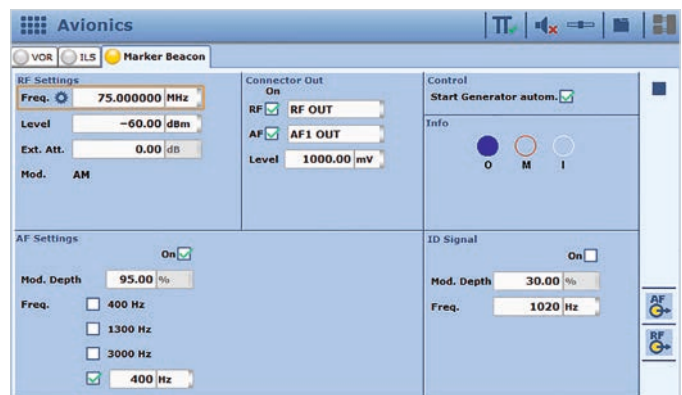 Avionics
VOR ILS Marker Beacon
RF Settings
Freq. 75.000000 MHz
Level -60.00 dBm
Ext. Att. 0.00 dB
Mod. AM
Connector Out
On
RF RF OUT
AF AF1 OUT
Level 1000.00 mV
Control
Start Generator autom.
Info
O M I
AF Settings
On
Mod. Depth 95.00 %
Freq. 400 Hz
1300 Hz
3000 Hz
400 Hz
ID Signal
On
Mod. Depth 30.00 %
Freq. 1020 Hz
AF
RF